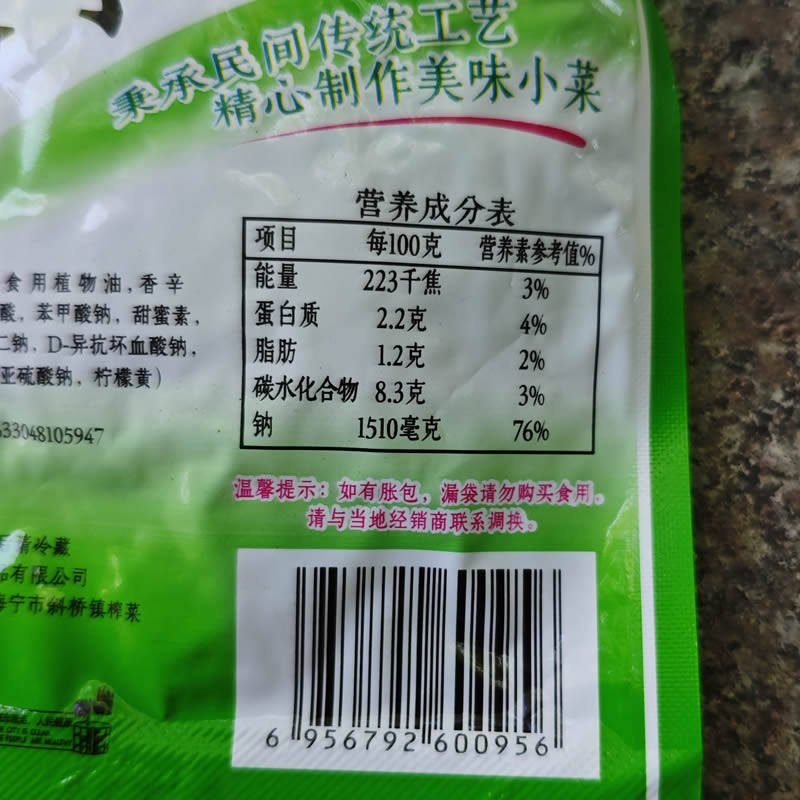 秉承民间传统工艺
精心制作美味小菜
营养成分表
项目 每100克 营养素参考值%
能量 223千焦 3%
蛋白质 2.2克 4%
脂肪 1.2克 2%
碳水化合物 8.3克 3%
钠 1510毫克 76%
食用植物油,香辛
酸、苯甲酸钠、甜蜜素、
二钠、D-异抗坏血酸钠、
亚硫酸钠、柠檬黄)
33048105947
温馨提示:如有胀包,漏袋请勿购买食用,
请与当地经销商联系调换。
请冷藏
有限公司
海宁市斜桥镇榨菜
6 956792 600956